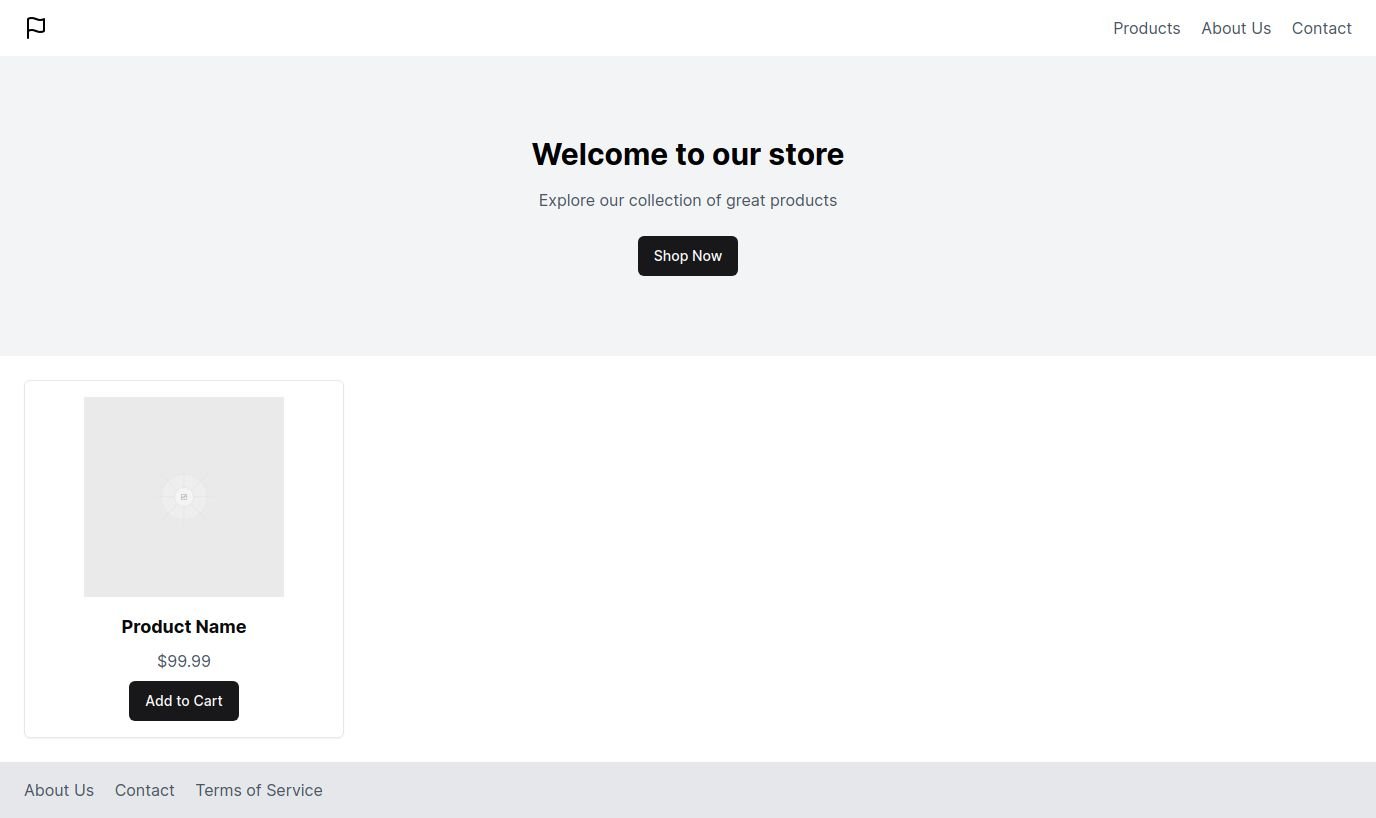 Products About Us Contact
Welcome to our store
Explore our collection of great products
Shop Now
Product Name
$99.99
Add to Cart
About Us Contact Terms of Service